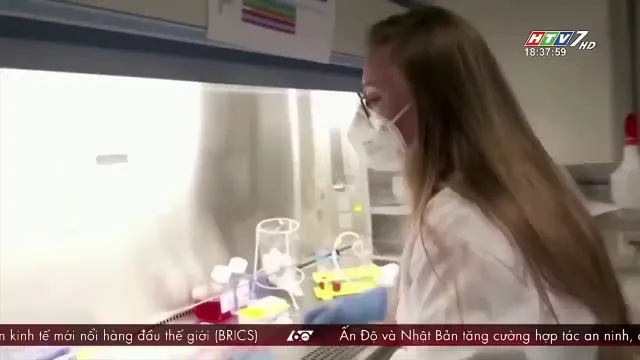 HTV7 HD
18:37:59
n kinh tế mới nổi hàng đầu thế giới (BRICS) 60 Ấn Độ và Nhật Bản tăng cường hợp tác an ninh,